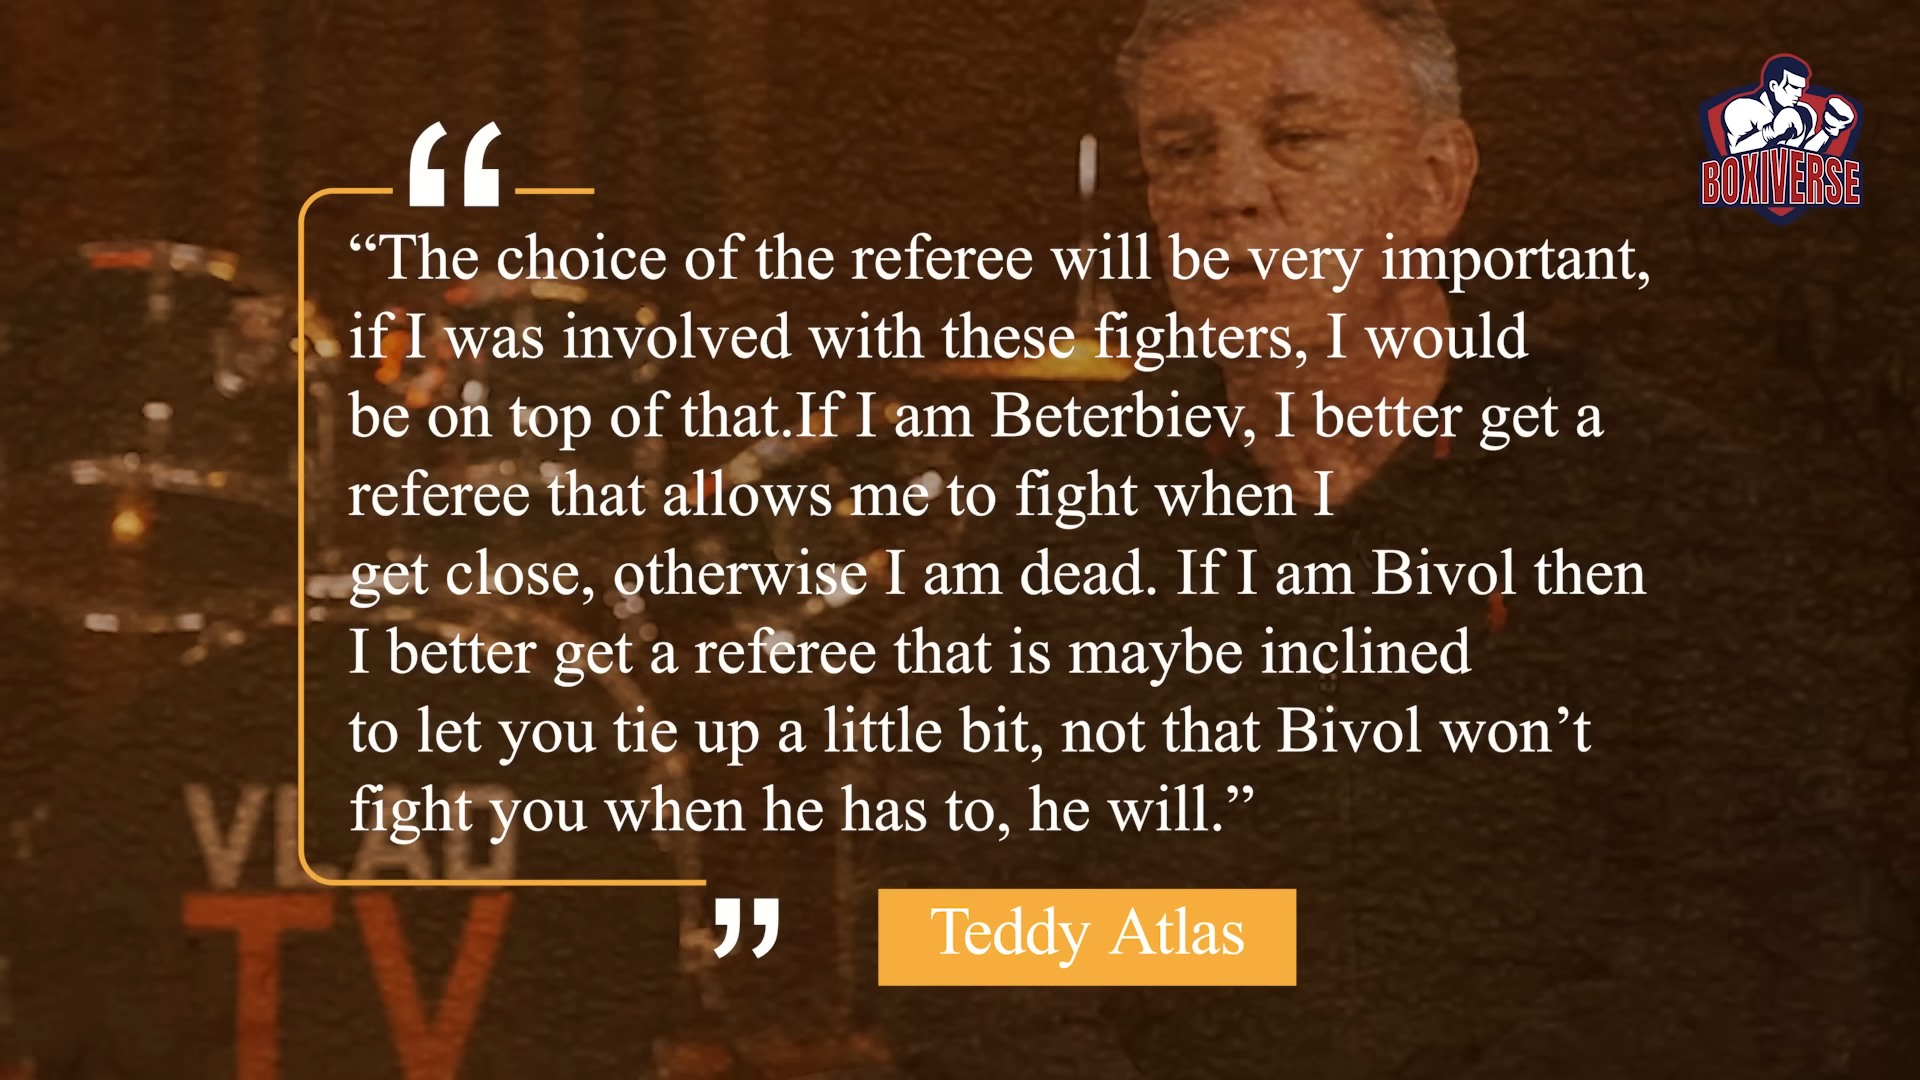 BOXIVERSE
“The choice of the referee will be very important,
if I was involved with these fighters, I would
be on top of that.If I am Beterbiev, I better get a
referee that allows me to fight when I
get close, otherwise I am dead. If I am Bivol then
I better get a referee that is maybe inclined
to let you tie up a little bit, not that Bivol won’t
fight you when he has to, he will.”
Teddy Atlas
VLAD
TV